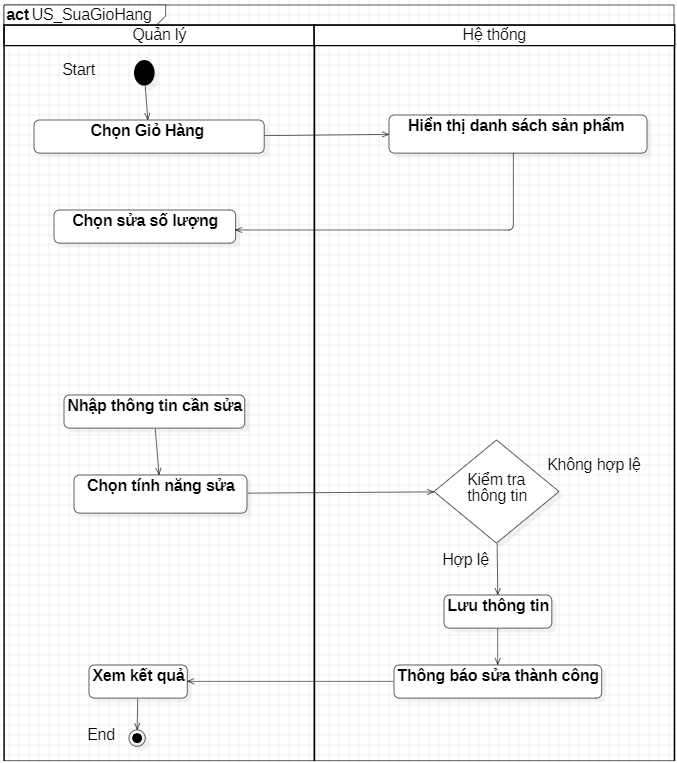 act US_SuaGioHang
Quản lý
Hệ thống
Start
Chọn Giỏ Hàng
Hiển thị danh sách sản phẩm
Chọn sửa số lượng
Nhập thông tin cần sửa
Chọn tính năng sửa
Kiểm tra
thông tin
Không hợp lệ
Hợp lệ
Lưu thông tin
Thông báo sửa thành công
Xem kết quả
End